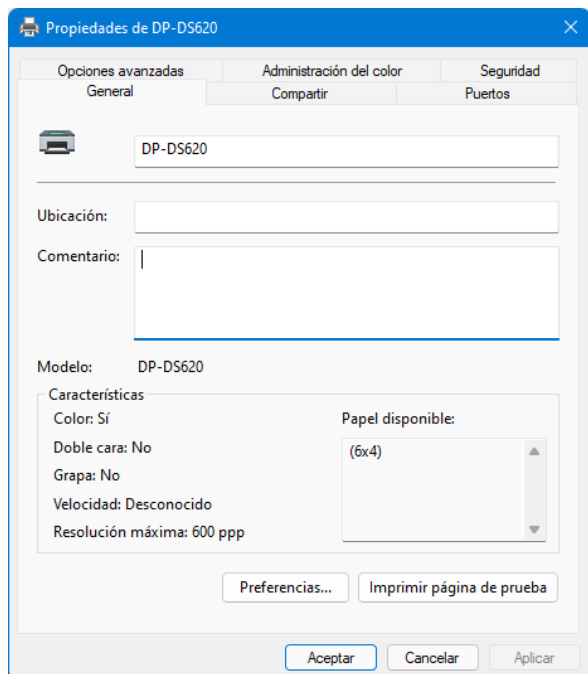 Propiedades de DP-DS620
Opciones avanzadas Administración del color Seguridad
General Compartir Puertos
DP-DS620
Ubicación:
Comentario:
Modelo: DP-DS620
Características
Color: Sí Papel disponible:
Doble cara: No (6x4)
Grapa: No
Velocidad: Desconocido
Resolución máxima: 600 ppp
Preferencias... Imprimir página de prueba
Aceptar Cancelar Aplicar